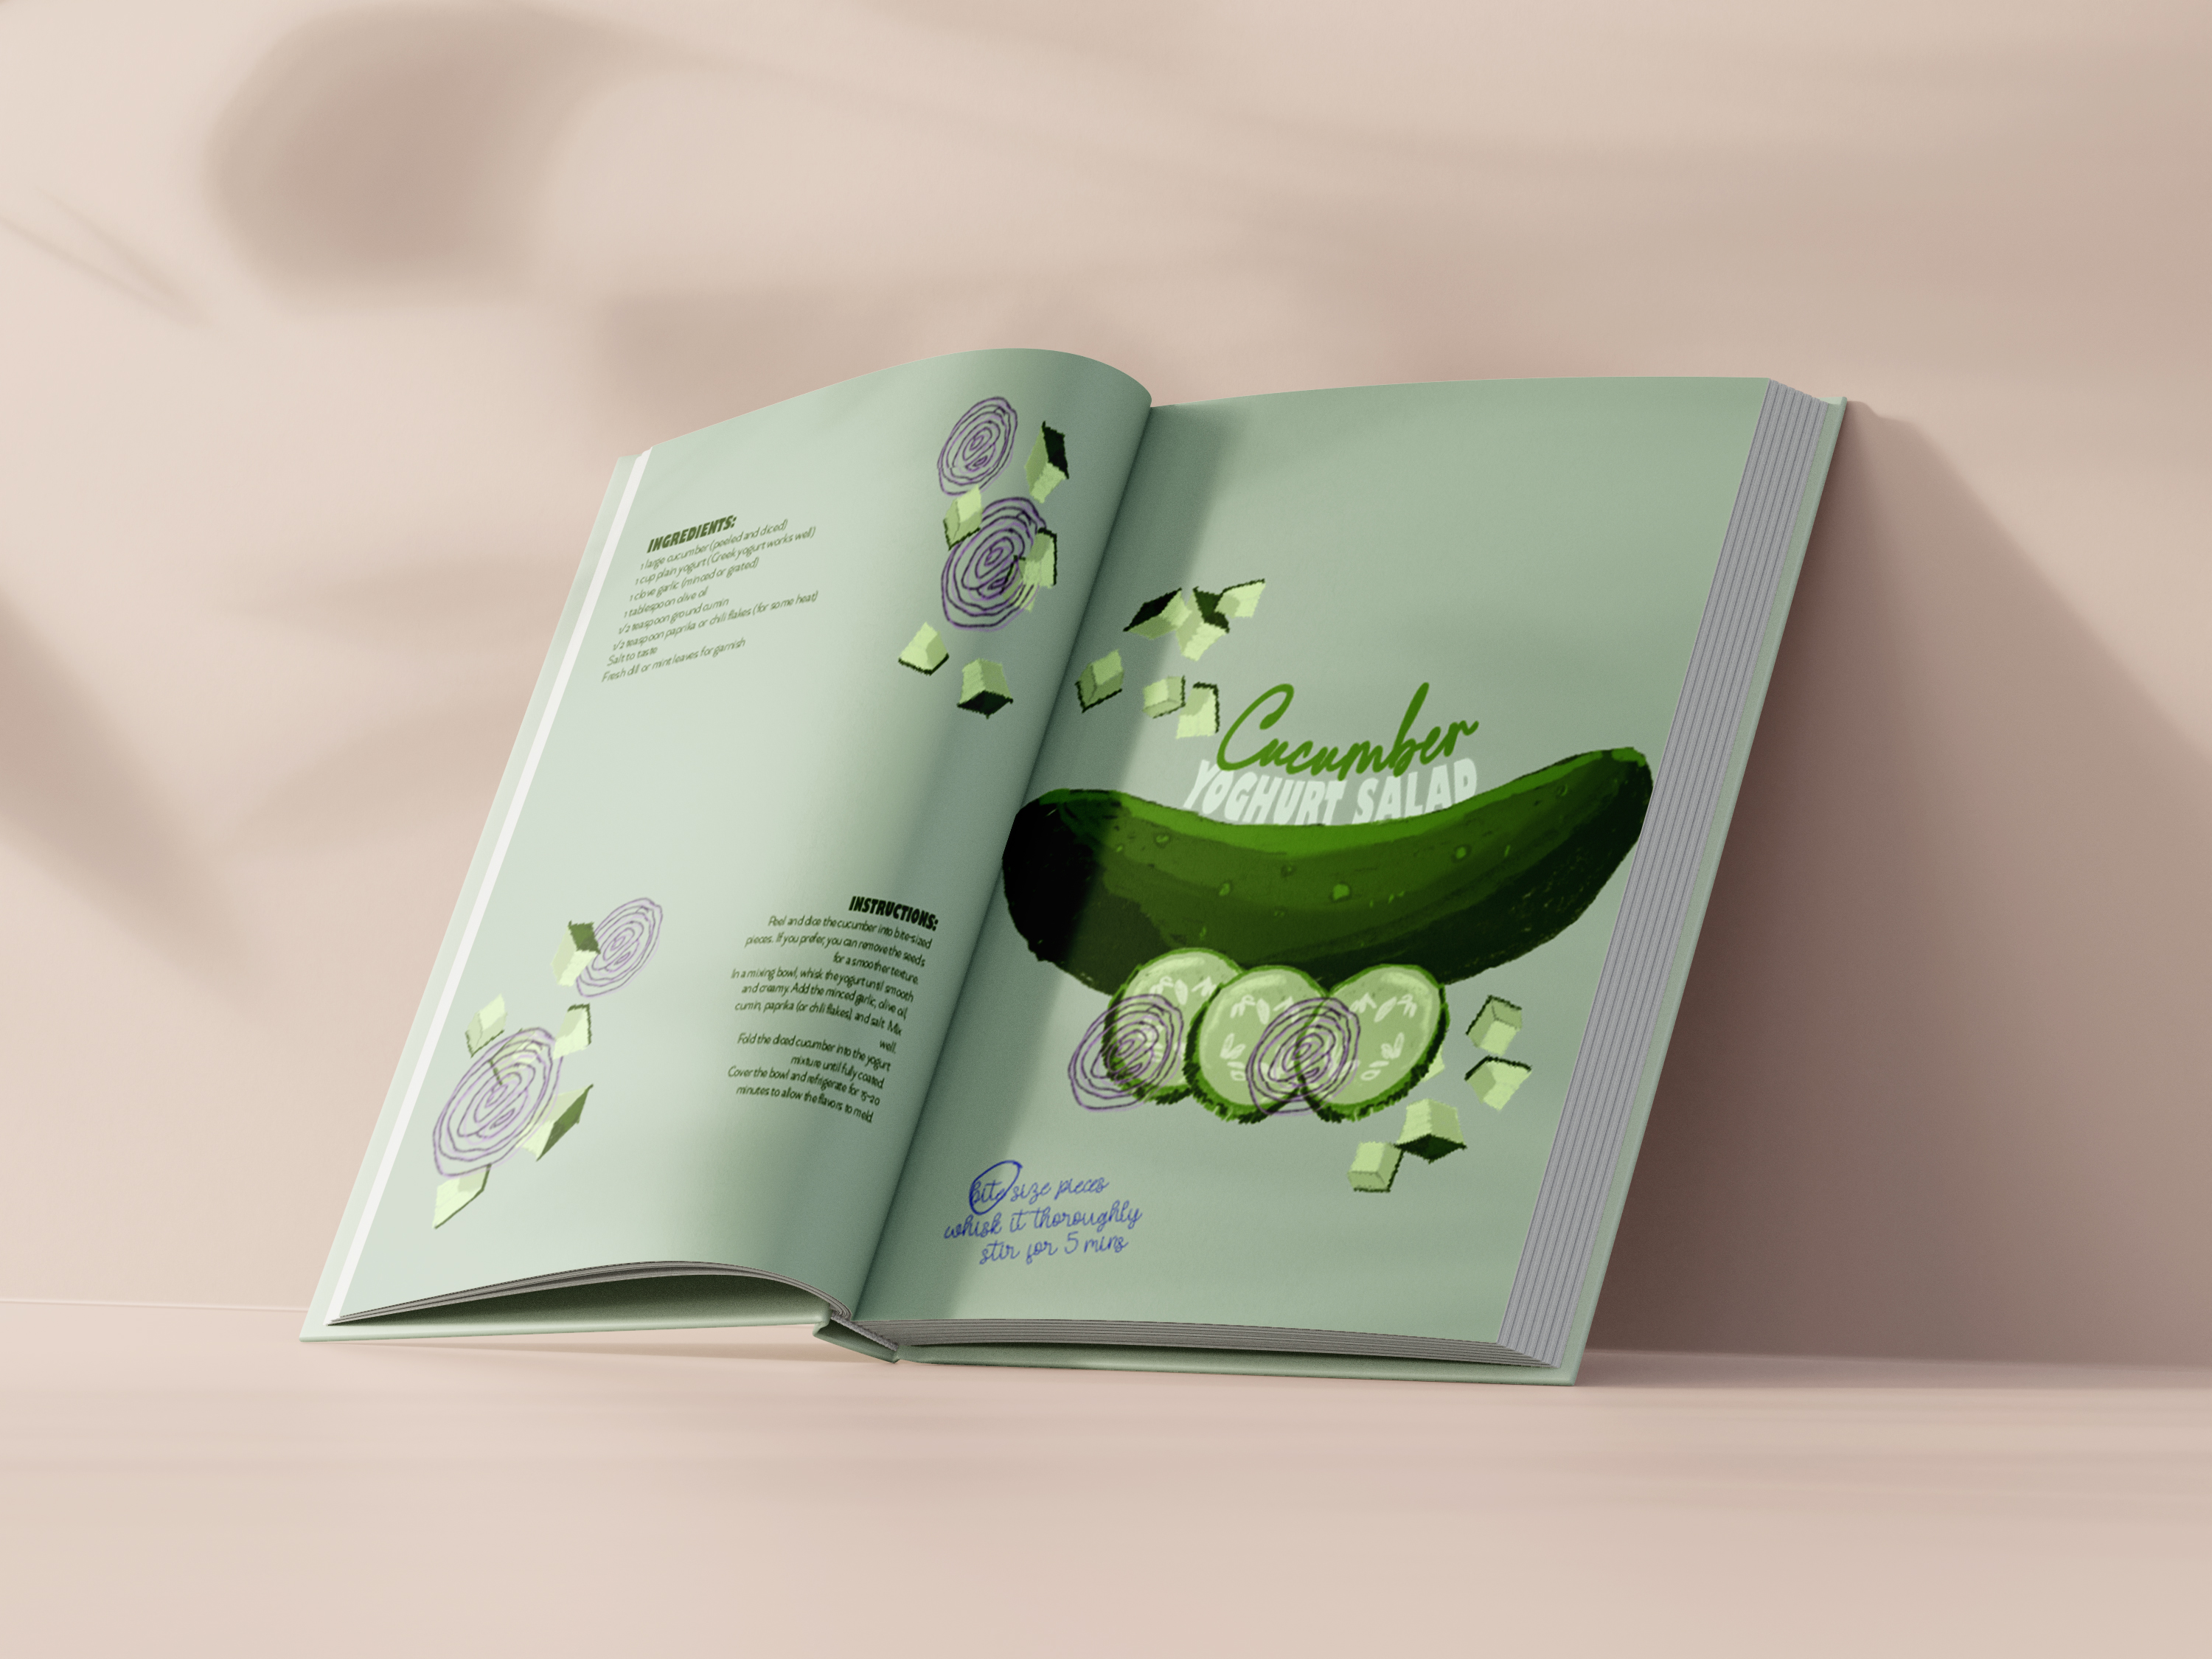 INGREDIENTS:
1 large cucumber (peeled and diced)
1 cup plain yogurt (Greek yogurt works well)
1 clove garlic (minced or grated)
1 tablespoon olive oil
1/2 teaspoon ground cumin
1/2 teaspoon paprika or chili flakes (for some heat)
Salt to taste
Fresh dill or mint leaves for garnish
INSTRUCTIONS:
Peel and dice the cucumber into bite-sized
pieces. If you prefer, you can remove the seeds
for a smoother texture.
In a mixing bowl, whisk the yogurt until smooth
and creamy. Add the minced garlic, olive oil,
cumin, paprika (or chili flakes), and salt. Mix
well.
Fold the diced cucumber into the yogurt
mixture until fully coated.
Cover the bowl and refrigerate for 15-20
minutes to allow the flavors to meld.
Cucumber
YOGHURT SALAD
bite size pieces
whisk it thoroughly
stir for 5 mins